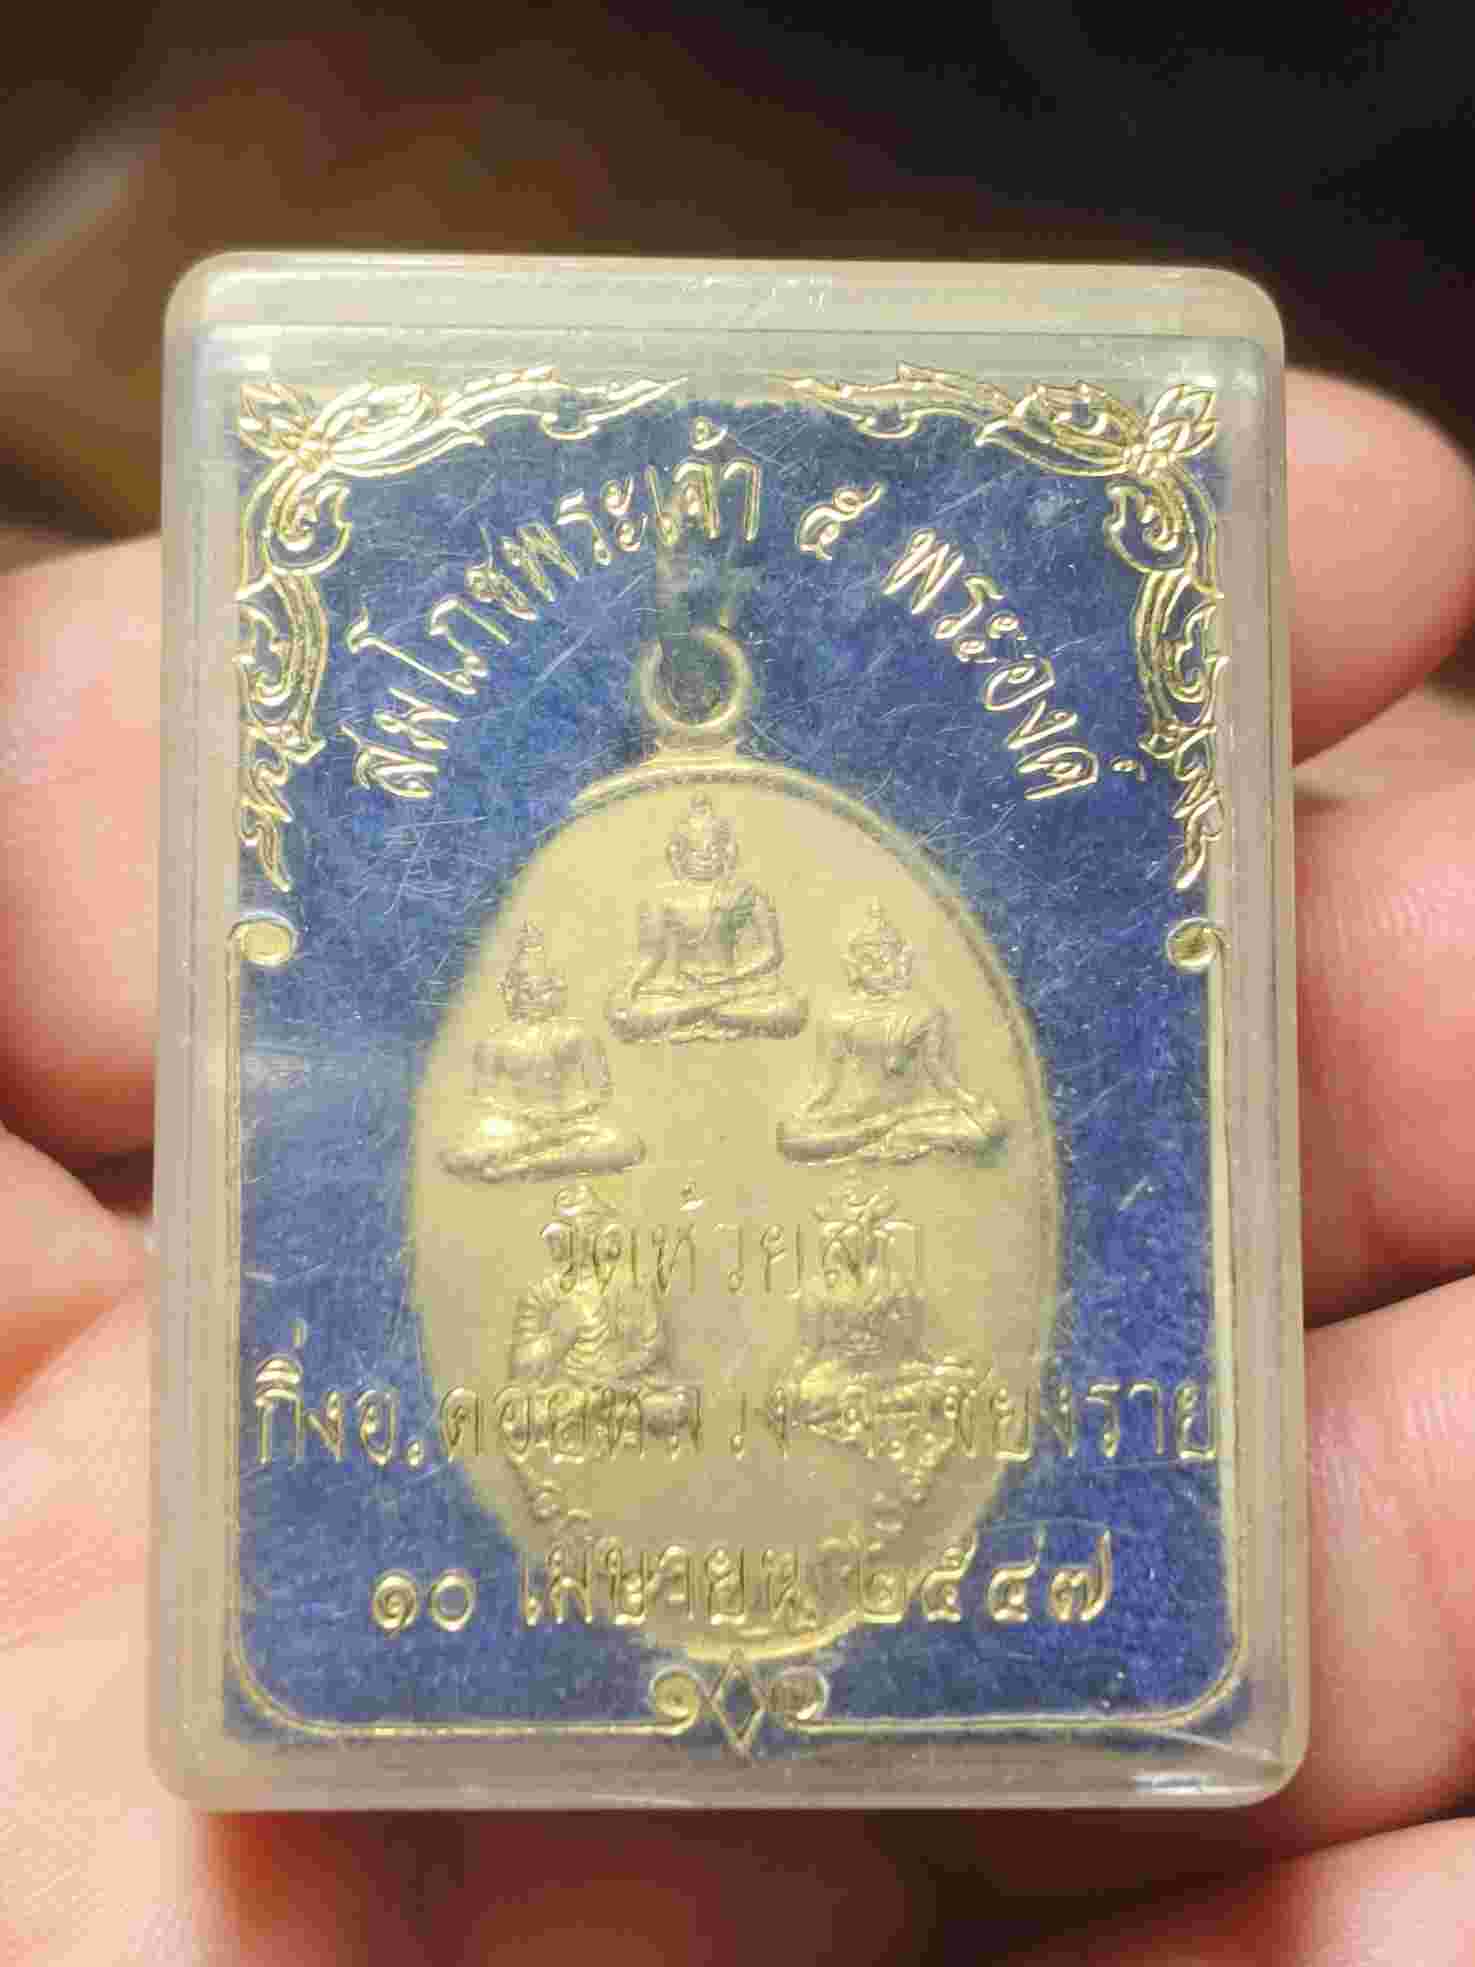 สมโภชพระเจ้า ๕ พระองค์
วัดห้วยสัก
กิ่งอ.ดอยหลวง จ.เชียงราย
๑๐ เมษายน ๒๕๔๗